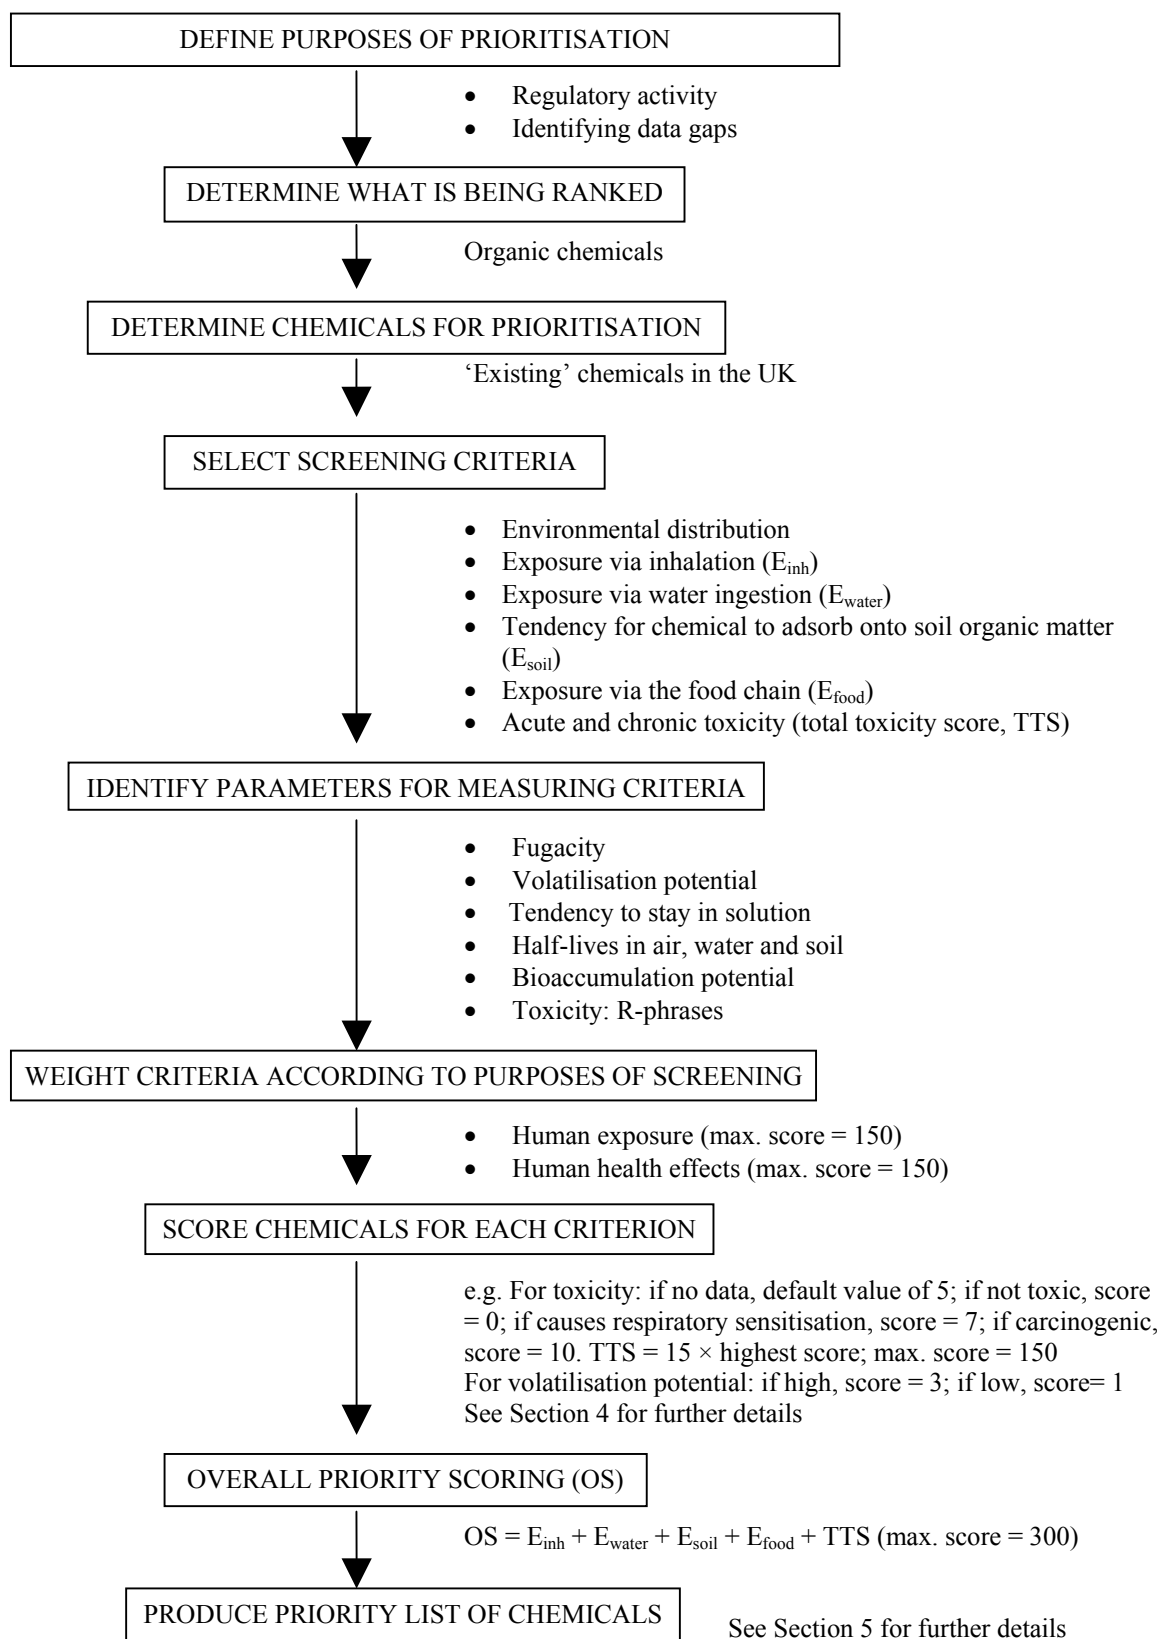 DEFINE PURPOSES OF PRIORITISATION
• Regulatory activity
• Identifying data gaps
DETERMINE WHAT IS BEING RANKED
Organic chemicals
DETERMINE CHEMICALS FOR PRIORITISATION
‘Existing’ chemicals in the UK
SELECT SCREENING CRITERIA
• Environmental distribution
• Exposure via inhalation (E_inh)
• Exposure via water ingestion (E_water)
• Tendency for chemical to adsorb onto soil organic matter
(E_soil)
• Exposure via the food chain (E_food)
• Acute and chronic toxicity (total toxicity score, TTS)
IDENTIFY PARAMETERS FOR MEASURING CRITERIA
• Fugacity
• Volatilisation potential
• Tendency to stay in solution
• Half-lives in air, water and soil
• Bioaccumulation potential
• Toxicity: R-phrases
WEIGHT CRITERIA ACCORDING TO PURPOSES OF SCREENING
• Human exposure (max. score = 150)
• Human health effects (max. score = 150)
SCORE CHEMICALS FOR EACH CRITERION
e.g. For toxicity: if no data, default value of 5; if not toxic, score
= 0; if causes respiratory sensitisation, score = 7; if carcinogenic,
score = 10. TTS = 15 × highest score; max. score = 150
For volatilisation potential: if high, score = 3; if low, score= 1
See Section 4 for further details
OVERALL PRIORITY SCORING (OS)
OS = E_inh + E_water + E_soil + E_food + TTS (max. score = 300)
PRODUCE PRIORITY LIST OF CHEMICALS
See Section 5 for further details